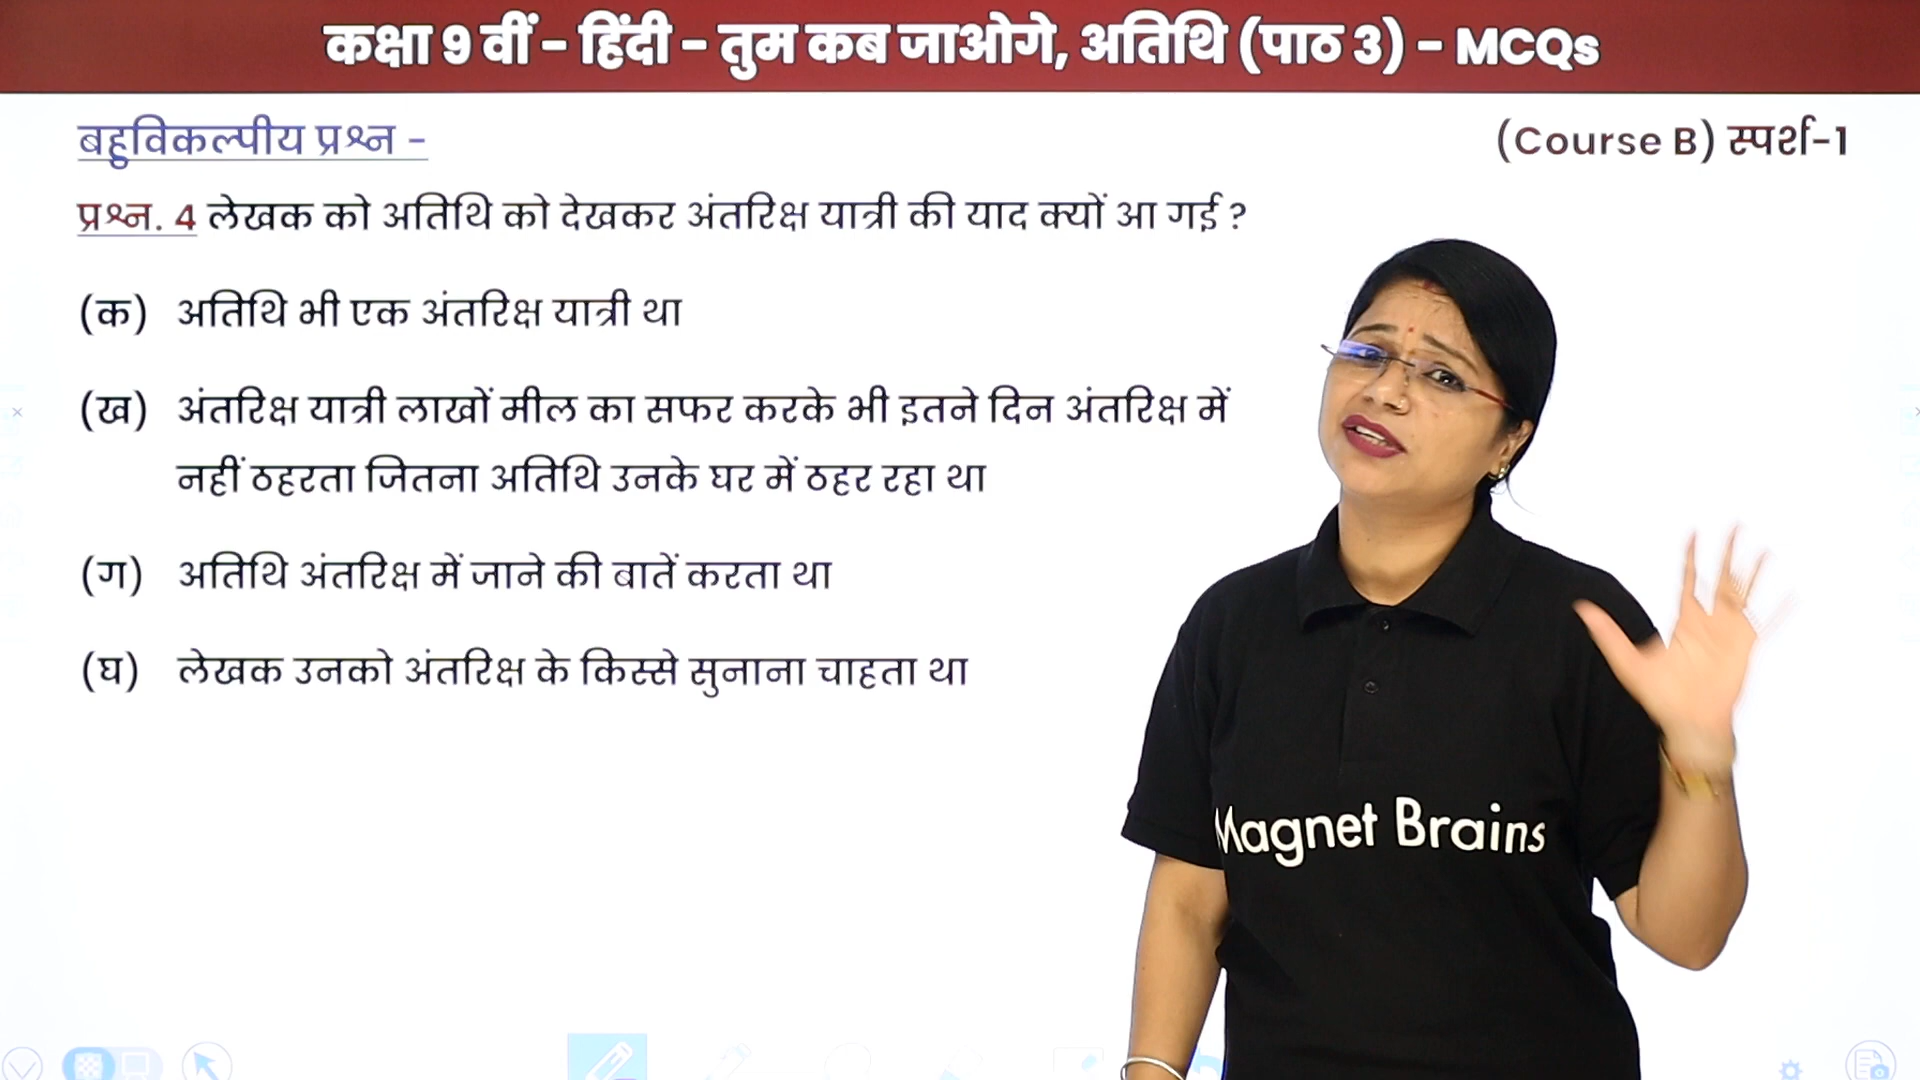 कक्षा 9 वीं – हिंदी – तुम कब जाओगे, अतिथि (पाठ 3) – MCQs
बहुविकल्पीय प्रश्न –
(Course B) स्पर्श-1
प्रश्न. 4 लेखक को अतिथि को देखकर अंतरिक्ष यात्री की याद क्यों आ गई ?
(क) अतिथि भी एक अंतरिक्ष यात्री था
(ख) अंतरिक्ष यात्री लाखों मील का सफर करके भी इतने दिन अंतरिक्ष में
नहीं ठहरता जितना अतिथि उनके घर में ठहर रहा था
(ग) अतिथि अंतरिक्ष में जाने की बातें करता था
(घ) लेखक उनको अंतरिक्ष के किस्से सुनाना चाहता था
Magnet Brains